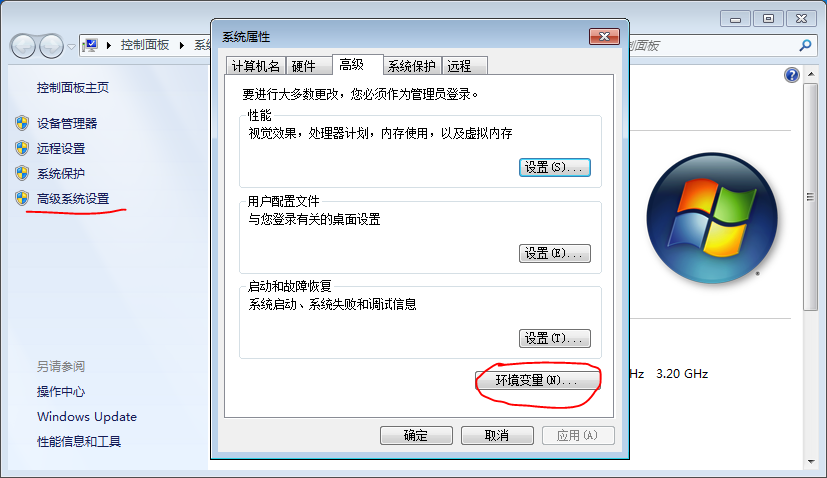 控制面板 ▸ 系
控制面板
控制面板主页
设备管理器
远程设置
系统保护
高级系统设置
另请参阅
操作中心
Windows Update
性能信息和工具
系统属性
计算机名 硬件 高级 系统保护 远程
要进行大多数更改，您必须作为管理员登录。
性能
视觉效果，处理器计划，内存使用，以及虚拟内存
设置(S)...
用户配置文件
与您登录有关的桌面设置
设置(E)...
启动和故障恢复
系统启动、系统失败和调试信息
设置(T)...
环境变量(N)...
确定 取消 应用(A)
Hz 3.20 GHz